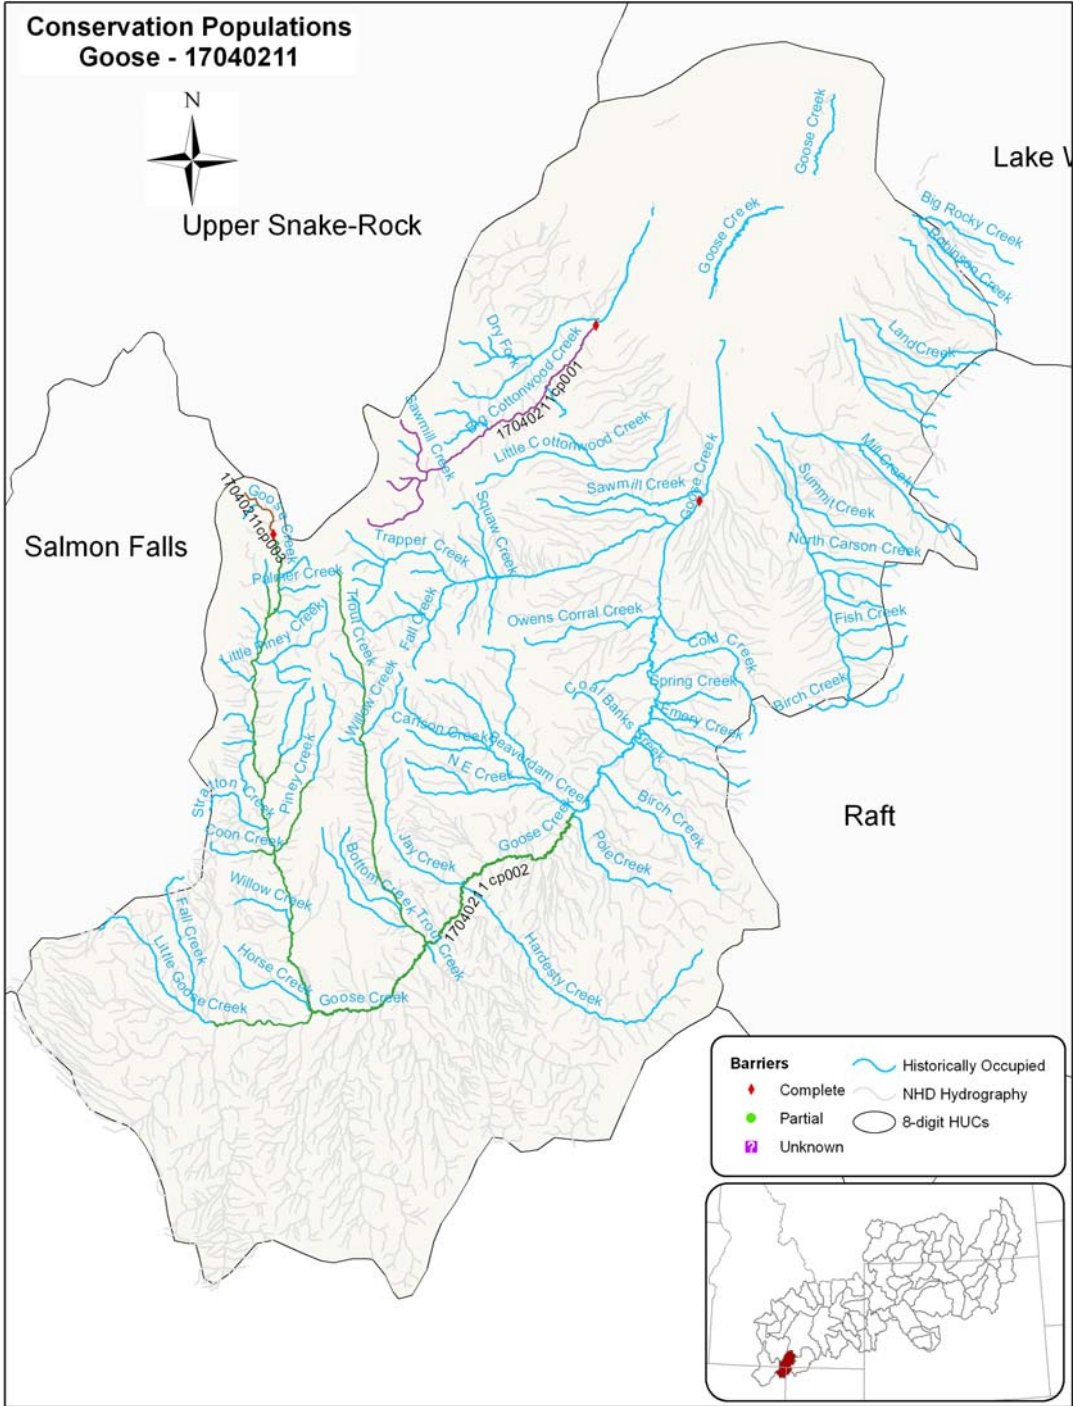 Conservation Populations
Goose - 17040211
N
Lake
Upper Snake-Rock
Salmon Falls
Raft
Goose Creek
Goose Creek
Big Rocky Creek
Robinson Creek
Land Creek
Dry Fork
Big Cottonwood Creek
17040211cp001
Sawmill Creek
Little Cottonwood Creek
Mill Creek
Sawmill Creek
Goose Creek
Summit Creek
17040211cp003
Goose Creek
Squaw Creek
Trapper Creek
North Carson Creek
Palmer Creek
Trout Creek
Fall Creek
Owens Corral Creek
Fish Creek
Little Piney Creek
Cold Creek
Willow Creek
Spring Creek
Birch Creek
Coal Banks Creek
Emery Creek
Carlson Creek
Beaverdam Creek
N E Creek
Piney Creek
Stratton Creek
Birch Creek
Goose Creek
Coon Creek
Jay Creek
Pole Creek
Bottom Creek
17040211cp002
Willow Creek
Fall Creek
Trout Creek
Horse Creek
Little Goose Creek
Hardesty Creek
Goose Creek
Barriers
Complete
Partial
? Unknown
Historically Occupied
NHD Hydrography
8-digit HUCs